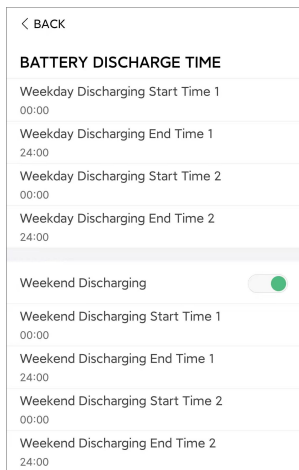 < BACK
BATTERY DISCHARGE TIME
Weekday Discharging Start Time 1
00:00
Weekday Discharging End Time 1
24:00
Weekday Discharging Start Time 2
00:00
Weekday Discharging End Time 2
24:00
Weekend Discharging
Weekend Discharging Start Time 1
00:00
Weekend Discharging End Time 1
24:00
Weekend Discharging Start Time 2
00:00
Weekend Discharging End Time 2
24:00